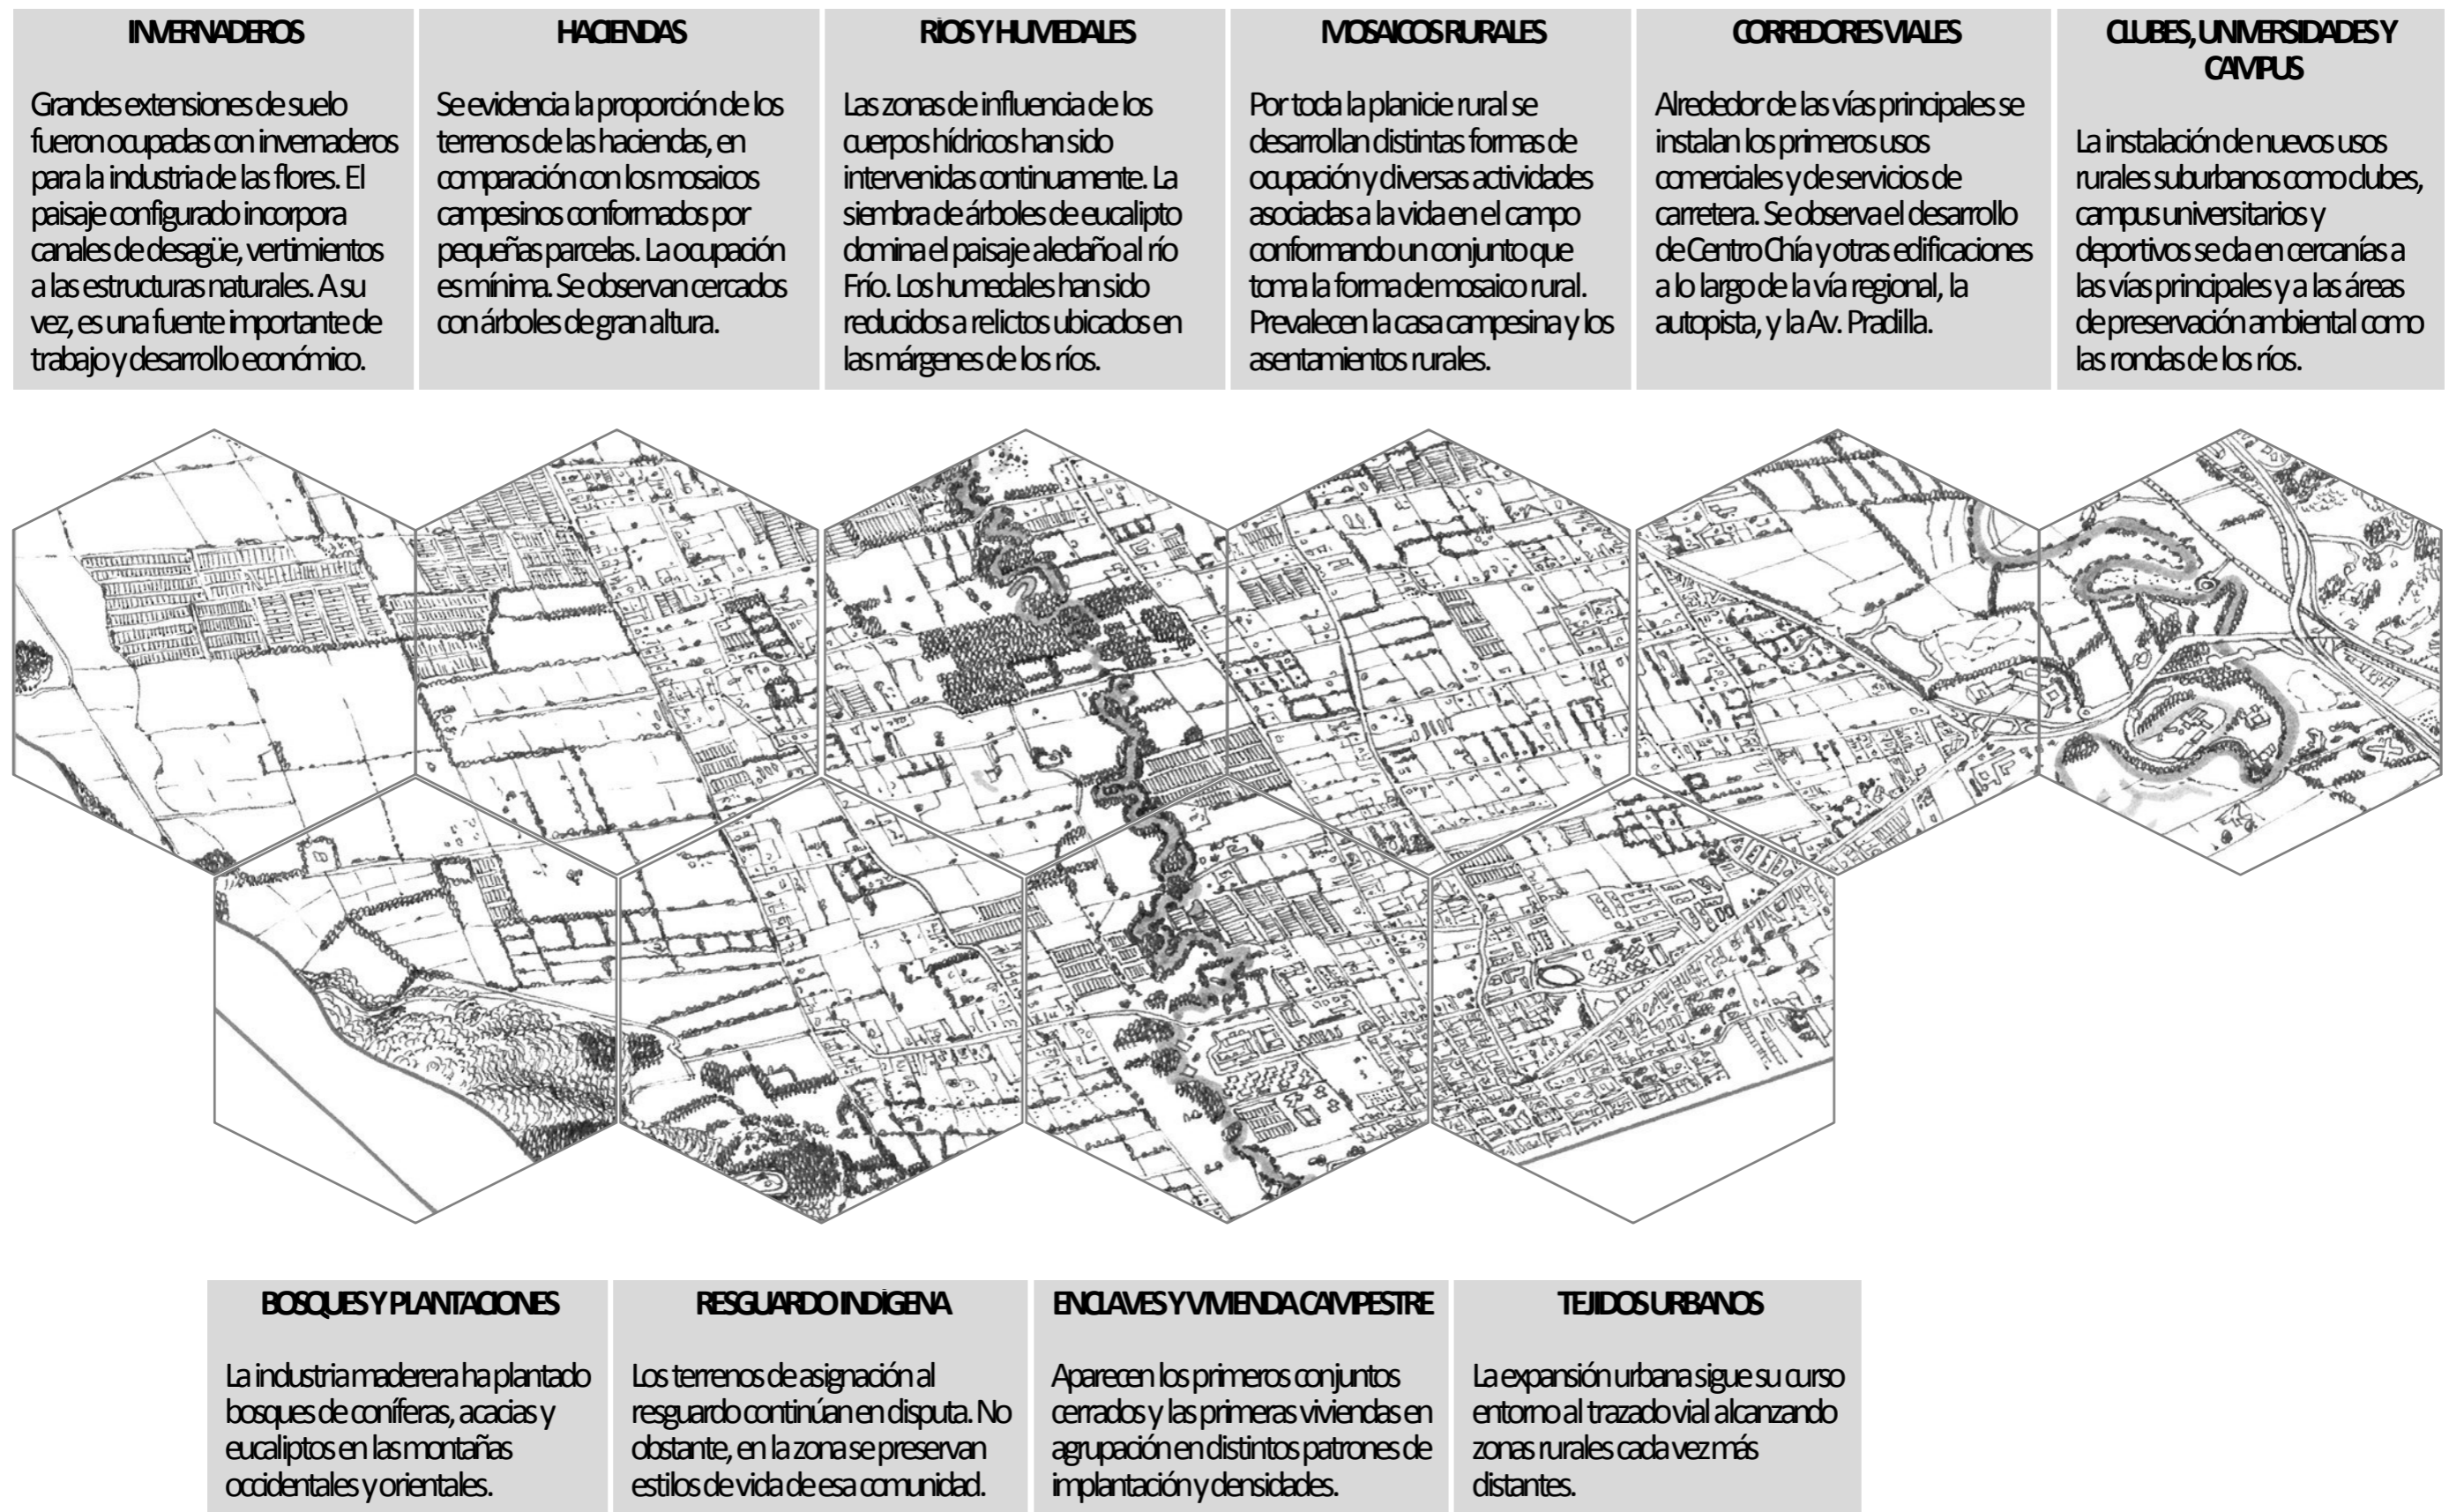 INVERNADEROS
Grandes extensiones de suelo
fueron ocupadas con invernaderos
para la industria de las flores. El
paisaje configurado incorpora
canales de desagüe, vertimientos
a las estructuras naturales. A su
vez, es una fuente importante de
trabajo y desarrollo económico.
HACIENDAS
Se evidencia la proporción de los
terrenos de las haciendas, en
comparación con los mosaicos
campesinos conformados por
pequeñas parcelas. La ocupación
es mínima. Se observan cercados
con árboles de gran altura.
RÍOS Y HUMEDALES
Las zonas de influencia de los
cuerpos hídricos han sido
intervenidas continuamente. La
siembra de árboles de eucalipto
domina el paisaje aledaño al río
Frío. Los humedales han sido
reducidos a relictos ubicados en
las márgenes de los ríos.
MOSAICOS RURALES
Por toda la planicie rural se
desarrollan distintas formas de
ocupación y diversas actividades
asociadas a la vida en el campo
conformando un conjunto que
toma la forma de mosaico rural.
Prevalecen la casa campesina y los
asentamientos rurales.
CORREDORES VIALES
Alrededor de las vías principales se
instalan los primeros usos
comerciales y de servicios de
carretera. Se observa el desarrollo
de Centro Chía y otras edificaciones
a lo largo de la vía regional, la
autopista, y la Av. Pradilla.
CLUBES, UNIVERSIDADES Y
CAMPUS
La instalación de nuevos usos
rurales suburbanos como clubes,
campus universitarios y
deportivos se da en cercanías a
las vías principales y a las áreas
de preservación ambiental como
las rondas de los ríos.
BOSQUES Y PLANTACIONES
La industria maderera ha plantado
bosques de coníferas, acacias y
eucaliptos en las montañas
occidentales y orientales.
RESGUARDO INDÍGENA
Los terrenos de asignación al
resguardo continúan en disputa. No
obstante, en la zona se preservan
estilos de vida de esa comunidad.
ENCLAVES Y VIVIENDA CAMPESTRE
Aparecen los primeros conjuntos
cerrados y las primeras viviendas en
agrupación en distintos patrones de
implantación y densidades.
TEJIDOS URBANOS
La expansión urbana sigue su curso
entorno al trazado vial alcanzando
zonas rurales cada vez más
distantes.